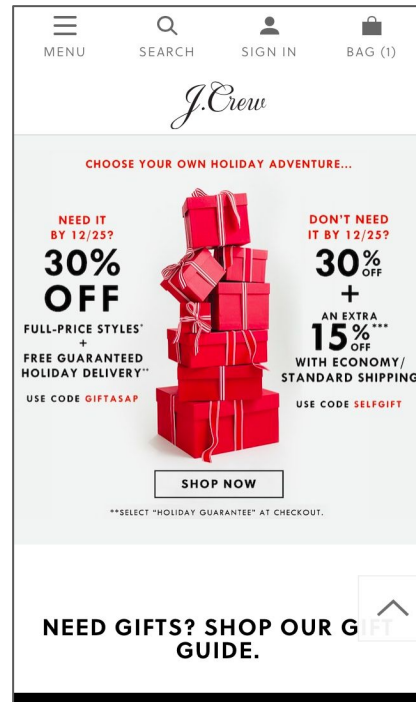 MENU
SEARCH
SIGN IN
BAG (1)
J.Crew
CHOOSE YOUR OWN HOLIDAY ADVENTURE...
NEED IT
BY 12/25?
30%
OFF
FULL-PRICE STYLES*
+
FREE GUARANTEED
HOLIDAY DELIVERY**
USE CODE GIFTASAP
DON'T NEED
IT BY 12/25?
30% OFF
+
AN EXTRA
15% OFF***
WITH ECONOMY/
STANDARD SHIPPING
USE CODE SELFGIFT
SHOP NOW
**SELECT "HOLIDAY GUARANTEE" AT CHECKOUT.
NEED GIFTS? SHOP OUR GIFT
GUIDE.